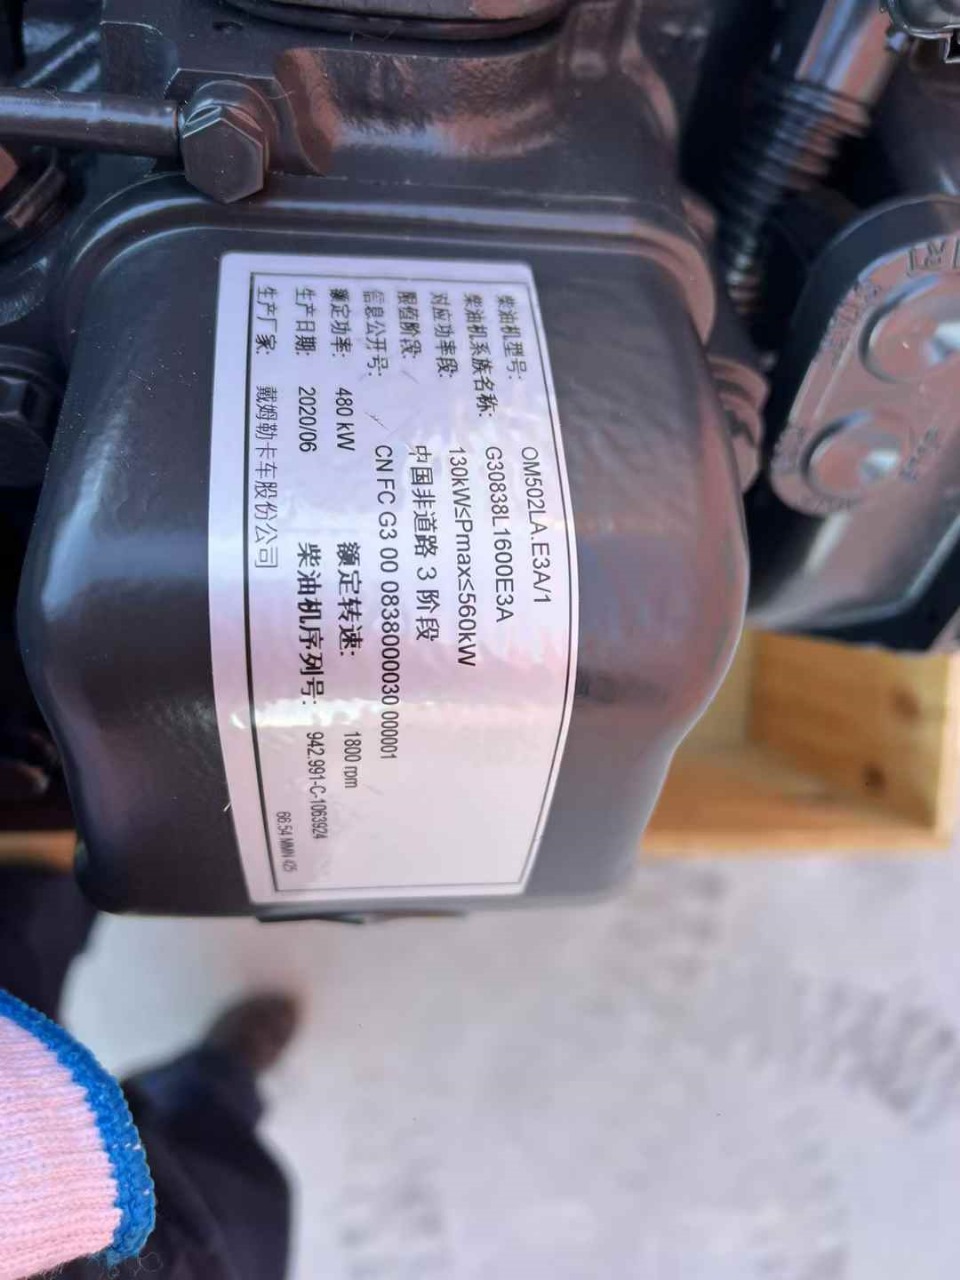 柴油机型号: OM502LA.E3A/1
柴油机系族名称: G30838L1600E3A
对应功率段: 130kW≤Pmax≤560kW
限值阶段: 中国非道路 3 阶段
信息公开号: CN FC G3 00 0838000030 000001
额定功率: 480 kW 额定转速: 1800 rpm
生产日期: 2020/06 柴油机序列号: 942.991-C-1063924
生产厂家: 戴姆勒卡车股份公司